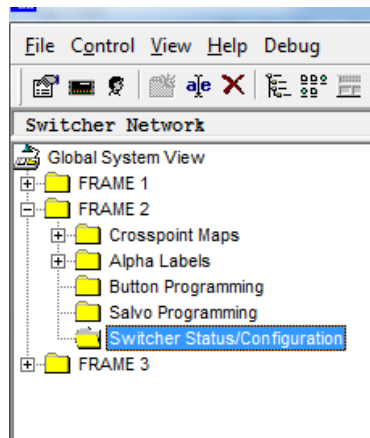 File Control View Help Debug
Switcher Network
Global System View
FRAME 1
FRAME 2
Crosspoint Maps
Alpha Labels
Button Programming
Salvo Programming
Switcher Status/Configuration
FRAME 3